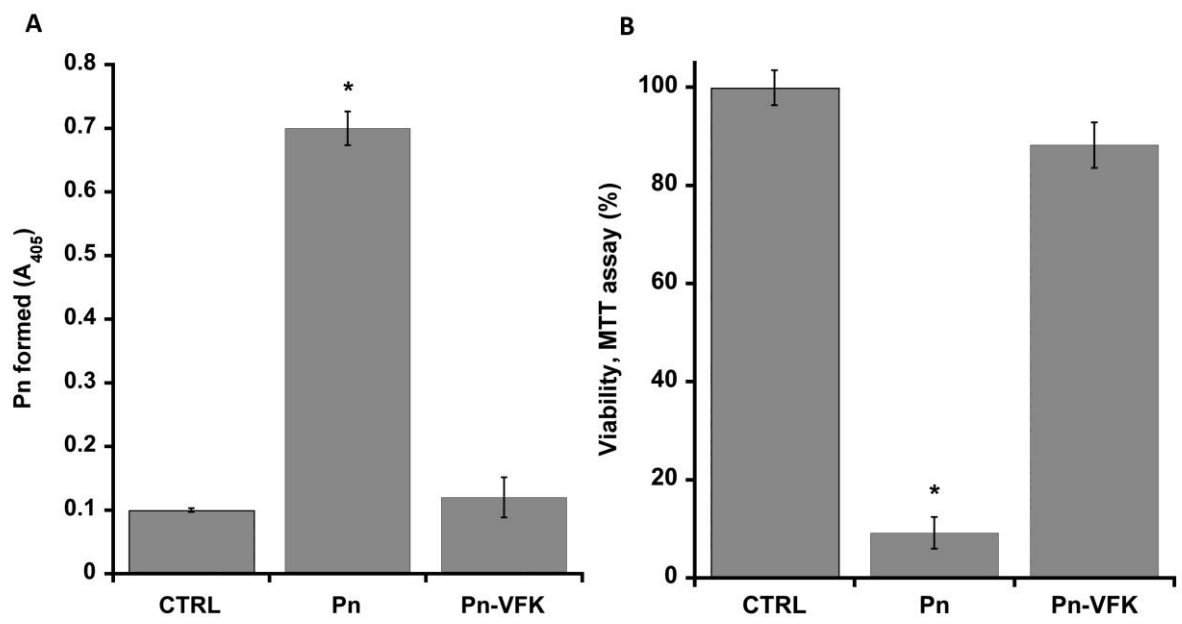 A
Pn formed (A405)
0.8
0.7
0.6
0.5
0.4
0.3
0.2
0.1
0
*
CTRL Pn Pn-VFK
B
Viability, MTT assay (%)
100
80
60
40
20
0
*
CTRL Pn Pn-VFK